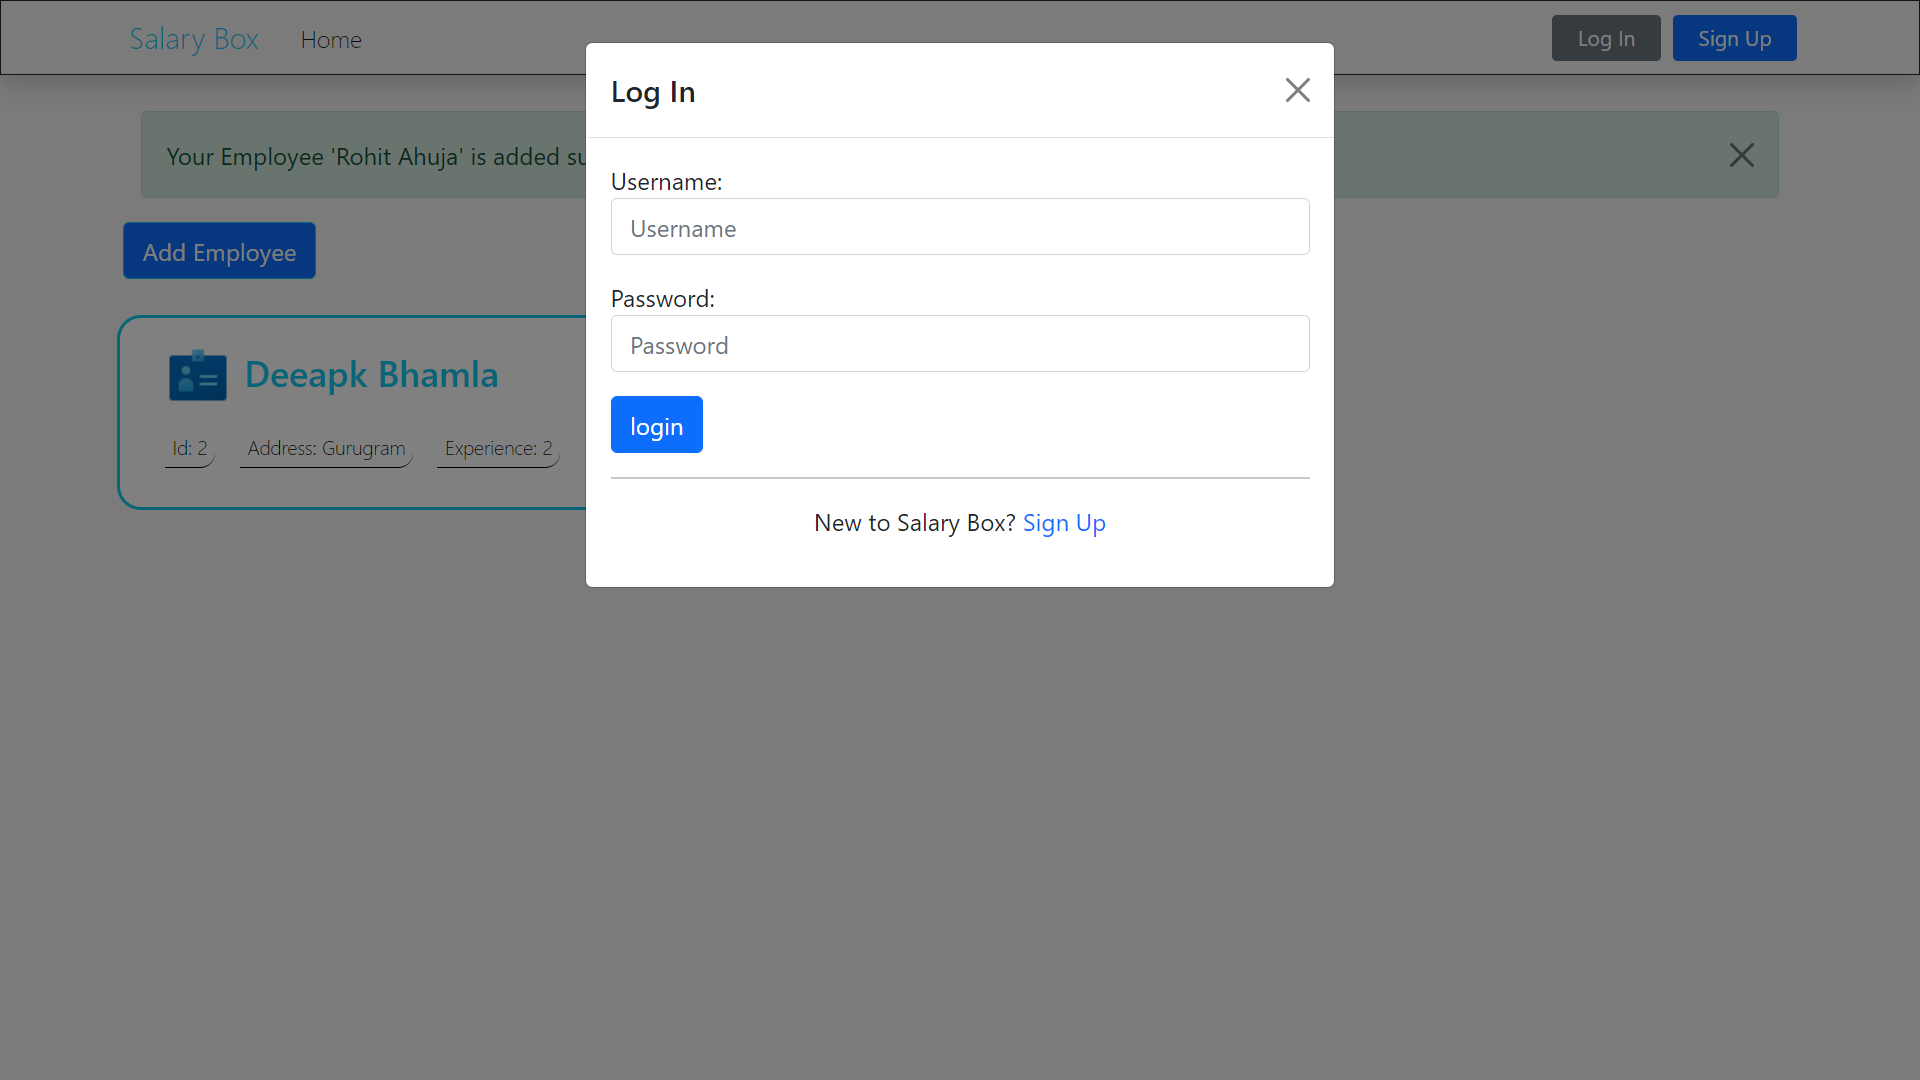 Salary Box Home Log In Sign Up
Log In
Your Employee 'Rohit Ahuja' is added
Username:
Username
Add Employee
Password:
Password
Deeapk Bhamla
login
Id: 2 Address: Gurugram Experience: 2
New to Salary Box? Sign Up